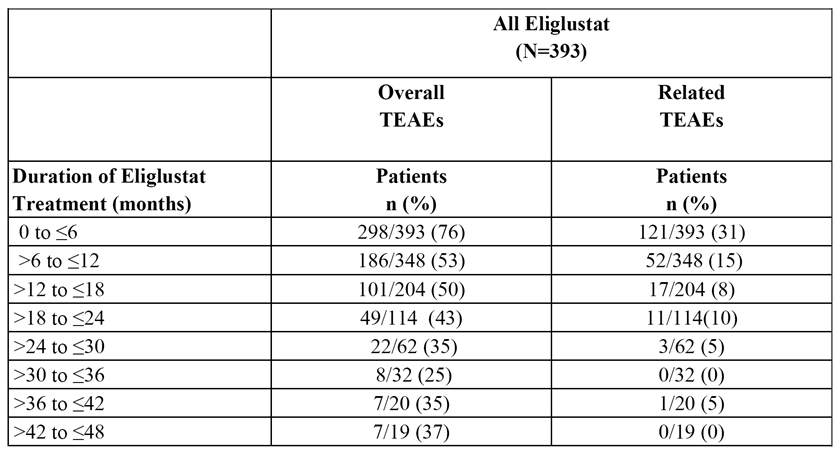 All Eliglustat
(N=393)
Overall Related
TEAEs TEAEs
Duration of Eliglustat Patients Patients
Treatment (months) n (%) n (%)
0 to ≤6 298/393 (76) 121/393 (31)
>6 to ≤12 186/348 (53) 52/348 (15)
>12 to ≤18 101/204 (50) 17/204 (8)
>18 to ≤24 49/114 (43) 11/114(10)
>24 to ≤30 22/62 (35) 3/62 (5)
>30 to ≤36 8/32 (25) 0/32 (0)
>36 to ≤42 7/20 (35) 1/20 (5)
>42 to ≤48 7/19 (37) 0/19 (0)